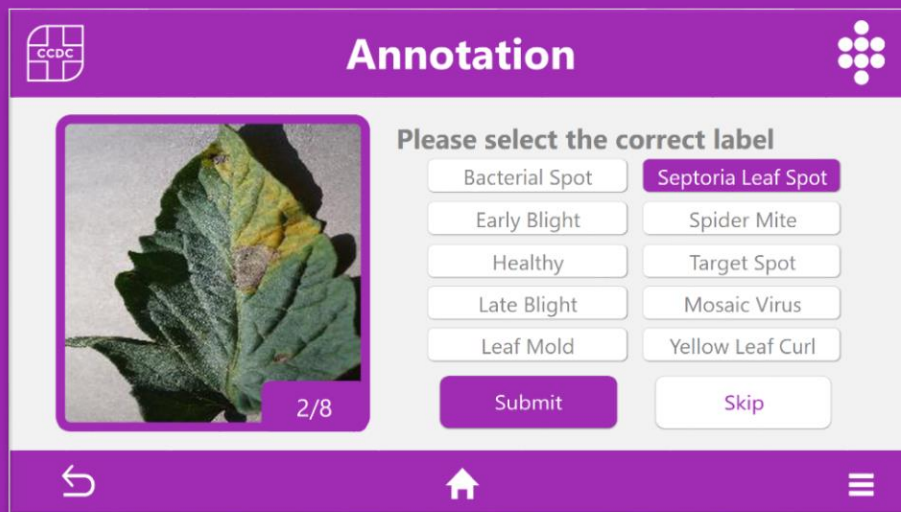 CCDC
Annotation
Please select the correct label
Bacterial Spot
Septoria Leaf Spot
Early Blight
Spider Mite
Healthy
Target Spot
Late Blight
Mosaic Virus
Leaf Mold
Yellow Leaf Curl
2/8
Submit
Skip